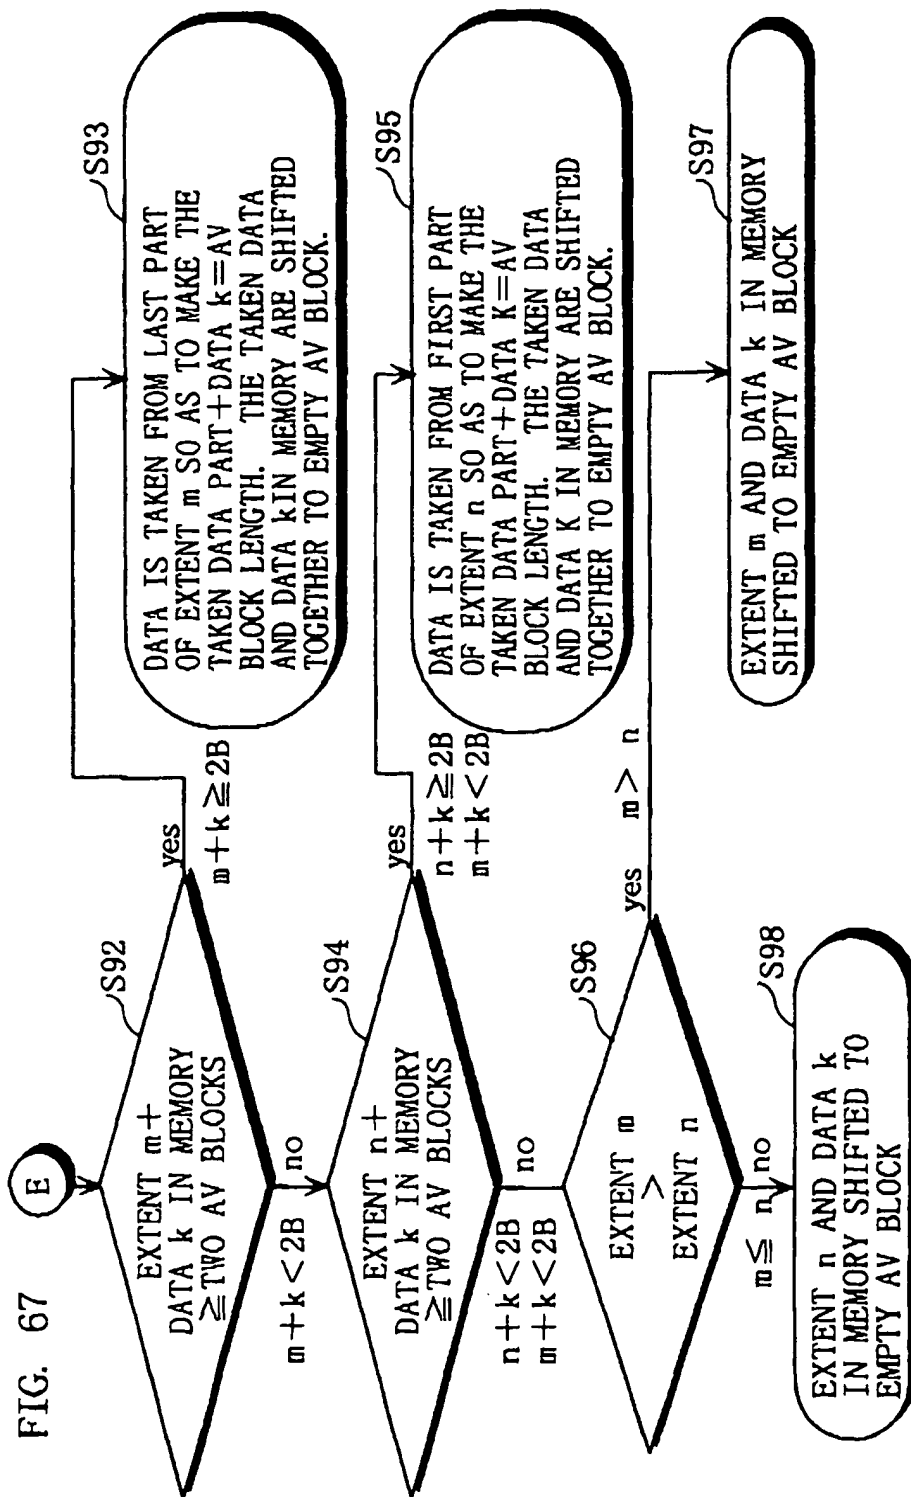 FIG. 67
E
S92
EXTENT m+
DATA k IN MEMORY
≧TWO AV BLOCKS
yes
m+k≧2B
S93
DATA IS TAKEN FROM LAST PART
OF EXTENT m SO AS TO MAKE THE
TAKEN DATA PART+DATA k=AV
BLOCK LENGTH. THE TAKEN DATA
AND DATA kIN MEMORY ARE SHIFTED
TOGETHER TO EMPTY AV BLOCK.
no
m+k<2B
S94
EXTENT n+
DATA k IN MEMORY
≧TWO AV BLOCKS
yes
n+k≧2B
m+k<2B
S95
DATA IS TAKEN FROM FIRST PART
OF EXTENT n SO AS TO MAKE THE
TAKEN DATA PART+DATA K=AV
BLOCK LENGTH. THE TAKEN DATA
AND DATA K IN MEMORY ARE SHIFTED
TOGETHER TO EMPTY AV BLOCK.
no
n+k<2B
m+k<2B
S96
EXTENT m
>
EXTENT n
yes
m>n
S97
EXTENT m AND DATA k IN MEMORY
SHIFTED TO EMPTY AV BLOCK
no
m≦n
S98
EXTENT n AND DATA k
IN MEMORY SHIFTED TO
EMPTY AV BLOCK